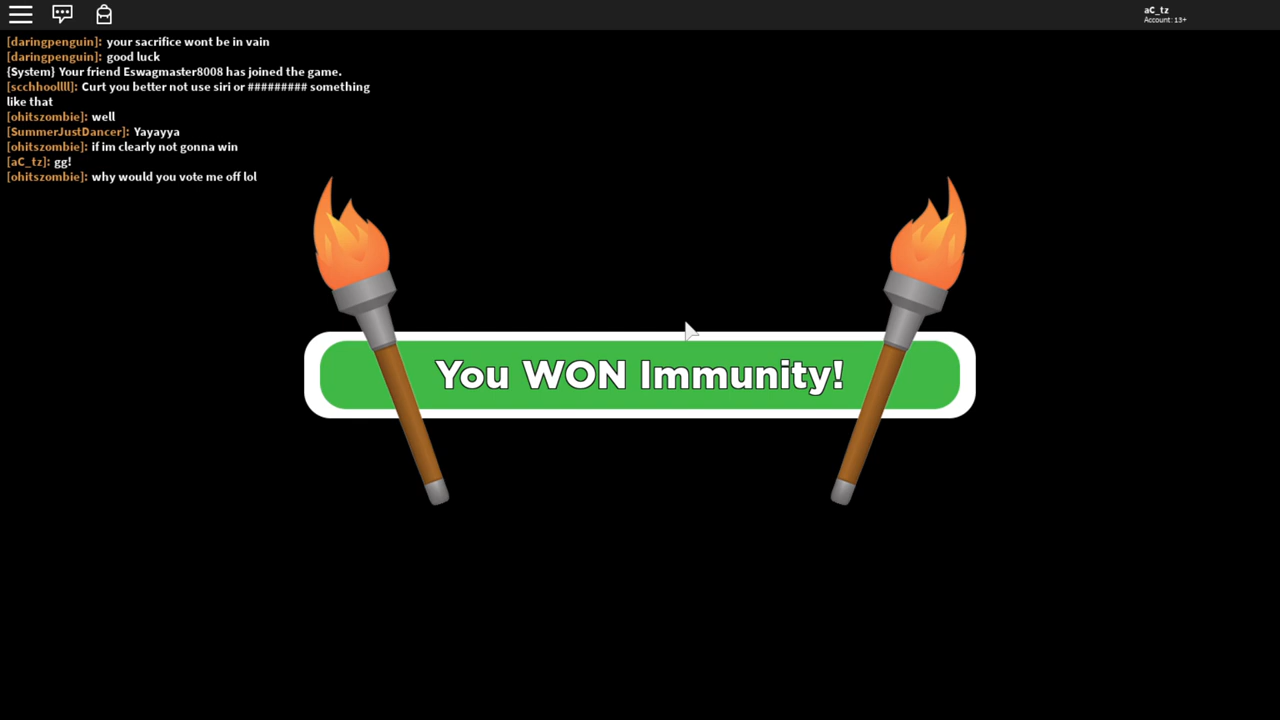 aC_tz
Account: 13+
[daringpenguin]: your sacrifice wont be in vain
[daringpenguin]: good luck
{System} Your friend Eswagmaster8008 has joined the game.
[scchhoollll]: Curt you better not use siri or ######### something
like that
[ohitszombie]: well
[SummerJustDancer]: Yayayya
[ohitszombie]: if im clearly not gonna win
[aC_tz]: gg!
[ohitszombie]: why would you vote me off lol
You WON Immunity!